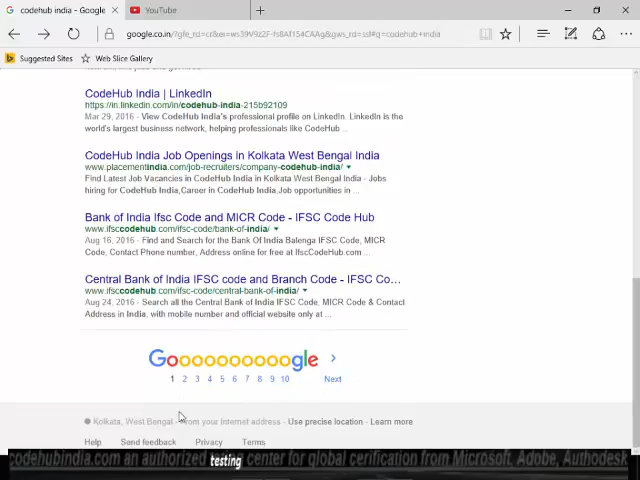 codehub india - Google
YouTube
google.co.in/?gfe_rd=cr&ei=ws39V9z2F-fs8AfI54CAAg&gws_rd=ssl#q=codehub+india
Suggested Sites
Web Slice Gallery
CodeHub India | LinkedIn
https://in.linkedin.com/in/codehub-india-215b92109
Mar 29, 2016 - View CodeHub India's professional profile on LinkedIn. LinkedIn is the
world's largest business network, helping professionals like CodeHub ...
CodeHub India Job Openings in Kolkata West Bengal India
www.placementindia.com/job-recruiters/company-codehub-india/
Find Latest Job Vacancies in CodeHub India in Kolkata West Bengal India - Jobs
hiring for CodeHub India,Career in CodeHub India,Job opportunities in ...
Bank of India Ifsc Code and MICR Code - IFSC Code Hub
www.ifsccodehub.com/ifsc-code/bank-of-india/
Aug 16, 2016 - Find and Search for the Bank Of India Balenga IFSC Code, MICR
Code, Contact Phone number, Address online for free at IfscCodeHub.com ...
Central Bank of India IFSC code and Branch Code - IFSC Co...
www.ifsccodehub.com/ifsc-code/central-bank-of-india/
Aug 24, 2016 - Search all the Central Bank of India IFSC Code, MICR Code & Contact
Address in India, with mobile number and official website only at ...
Goooooooooogle
1 2 3 4 5 6 7 8 9 10 Next
Kolkata, West Bengal - From your Internet address - Use precise location - Learn more
Help Send feedback Privacy Terms
codehubindia.com an authorized testing center for global cerification from Microsoft, Adobe, Authodesk